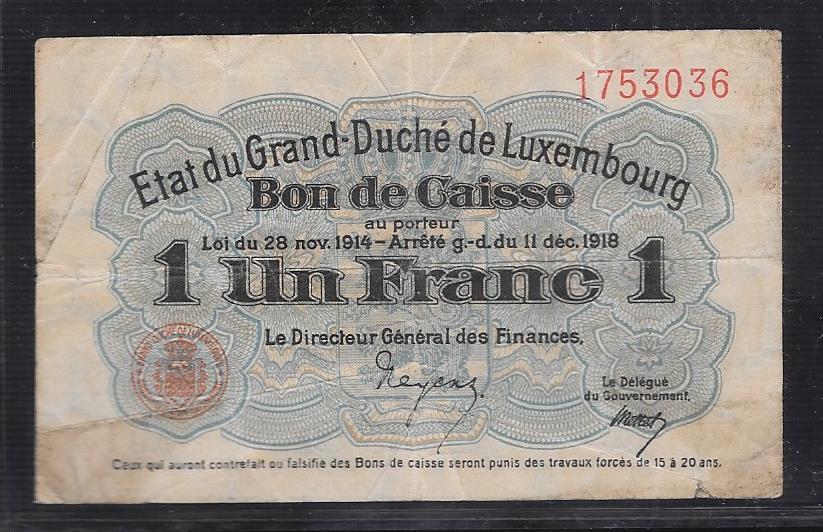 1753036
Etat du Grand-Duché de Luxembourg
Bon de Caisse
au porteur
Loi du 28 nov. 1914 – Arrêté g.-d. du 11 déc. 1918
1 Un Franc 1
Le Directeur Général des Finances,
Neyens.
Le Délégué
du Gouvernement,
Ceux qui auront contrefait ou falsifié des Bons de caisse seront punis des travaux forcés de 15 à 20 ans.